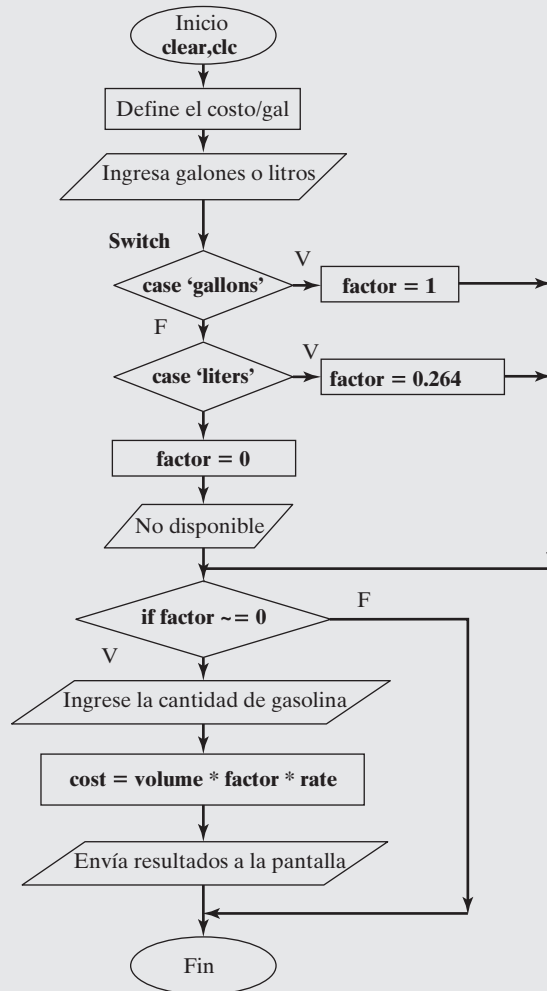 Inicio
clear,clc
Define el costo/gal
Ingresa galones o litros
Switch
case ‘gallons’
V
factor = 1
F
case ‘liters’
V
factor = 0.264
factor = 0
No disponible
if factor ~= 0
F
V
Ingrese la cantidad de gasolina
cost = volume * factor * rate
Envía resultados a la pantalla
Fin